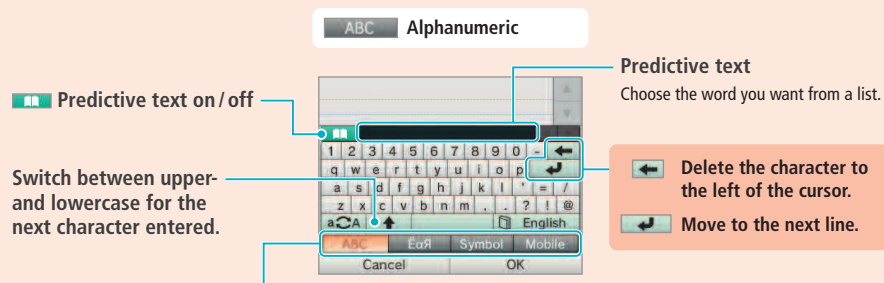 ABC Alphanumeric
Predictive text on / off
Switch between upper-
and lowercase for the
next character entered.
1 2 3 4 5 6 7 8 9 0 -
q w e r t y u i o p
a s d f g h j k l ' = /
z x c v b n m , . ? ! @
a A English
ABC EαЯ Symbol Mobile
Cancel OK
Predictive text
Choose the word you want from a list.
Delete the character to
the left of the cursor.
Move to the next line.